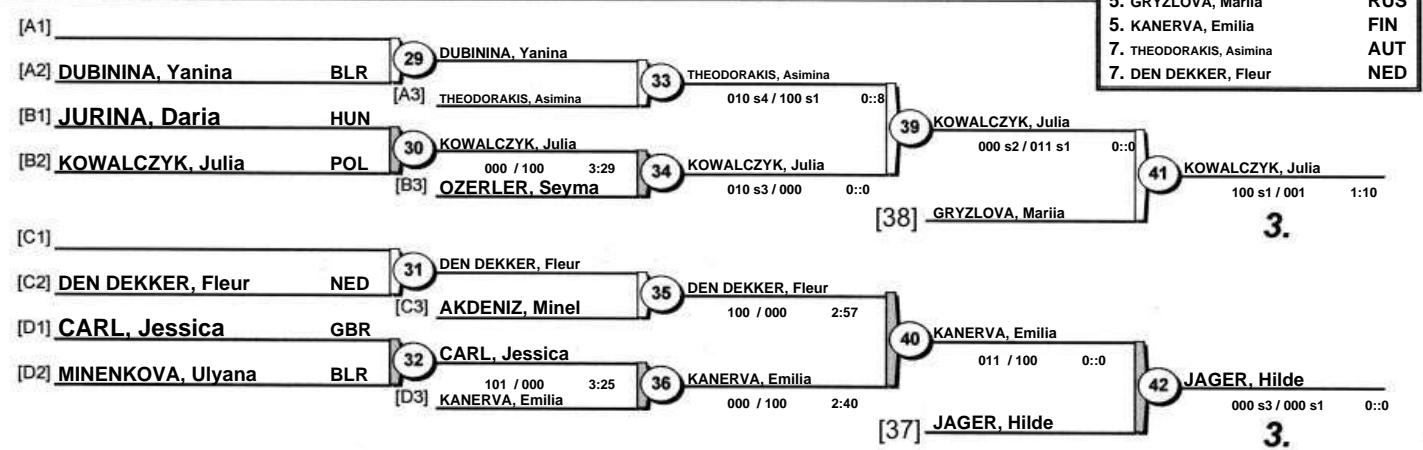 5. GRYZLOVA, Mariia RUS
5. KANERVA, Emilia FIN
7. THEODORAKIS, Asimina AUT
7. DEN DEKKER, Fleur NED
[A1]
[A2] DUBININA, Yanina BLR
29
DUBININA, Yanina
[A3] THEODORAKIS, Asimina
33
THEODORAKIS, Asimina
010 s4 / 100 s1 0::8
[B1] JURINA, Daria HUN
[B2] KOWALCZYK, Julia POL
30
KOWALCZYK, Julia
000 / 100 3:29
[B3] OZERLER, Seyma
34
KOWALCZYK, Julia
010 s3 / 000 0::0
39
KOWALCZYK, Julia
000 s2 / 011 s1 0::0
[38] GRYZLOVA, Mariia
41
KOWALCZYK, Julia
100 s1 / 001 1:10
3.
[C1]
[C2] DEN DEKKER, Fleur NED
31
DEN DEKKER, Fleur
[C3] AKDENIZ, Minel
35
DEN DEKKER, Fleur
100 / 000 2:57
[D1] CARL, Jessica GBR
[D2] MINENKOVA, Ulyana BLR
32
CARL, Jessica
101 / 000 3:25
[D3] KANERVA, Emilia
36
KANERVA, Emilia
000 / 100 2:40
40
KANERVA, Emilia
011 / 100 0::0
[37] JAGER, Hilde
42
JAGER, Hilde
000 s3 / 000 s1 0::0
3.